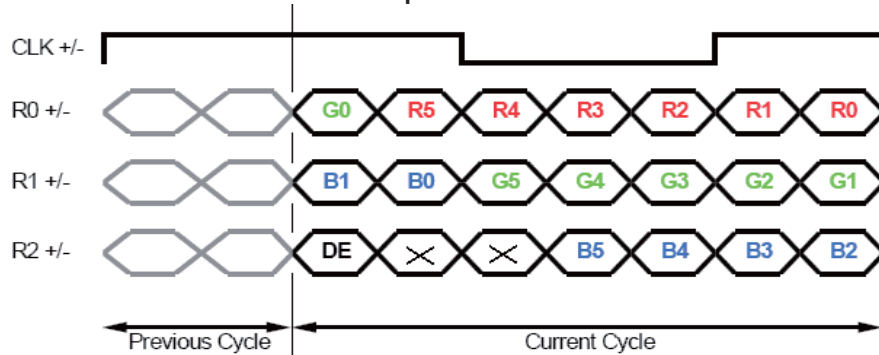 CLK +/-
R0 +/- G0 R5 R4 R3 R2 R1 R0
R1 +/- B1 B0 G5 G4 G3 G2 G1
R2 +/- DE B5 B4 B3 B2
Previous Cycle Current Cycle